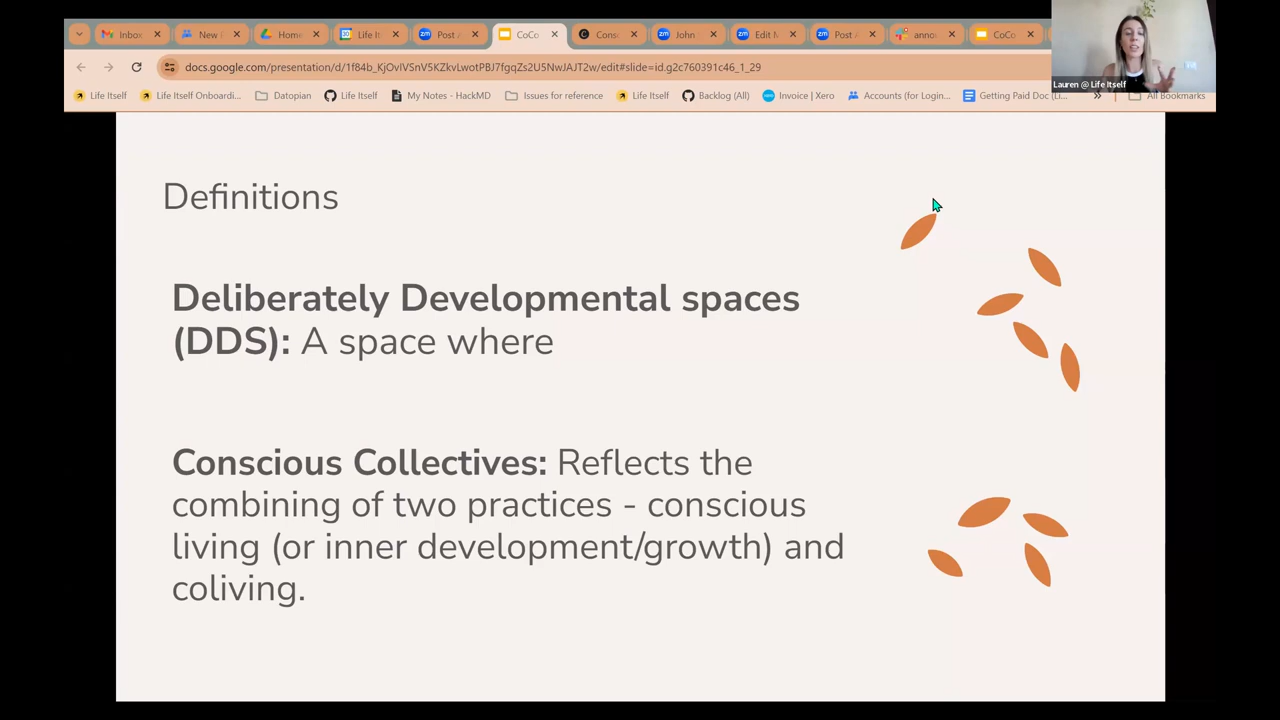 Inbox
New
Home
Life It
Post
CoCo
Consc
John
Edit M
Post A
anno
CoCo
docs.google.com/presentation/d/1f84b_KjOvIVSnV5KZkvLwotPBJ7fgqZs2U5NwJAJT2w/edit#slide=id.g2c760391c46_1_29
Life Itself
Life Itself Onboardi...
Datopian
Life Itself
My Notes - HackMD
Issues for reference
Life Itself
Backlog (All)
Invoice | Xero
Accounts (for Login...
Getting Paid Doc (Li...
»
All Bookmarks
Lauren @ Life Itself
Definitions
Deliberately Developmental spaces
(DDS): A space where
Conscious Collectives: Reflects the
combining of two practices - conscious
living (or inner development/growth) and
coliving.